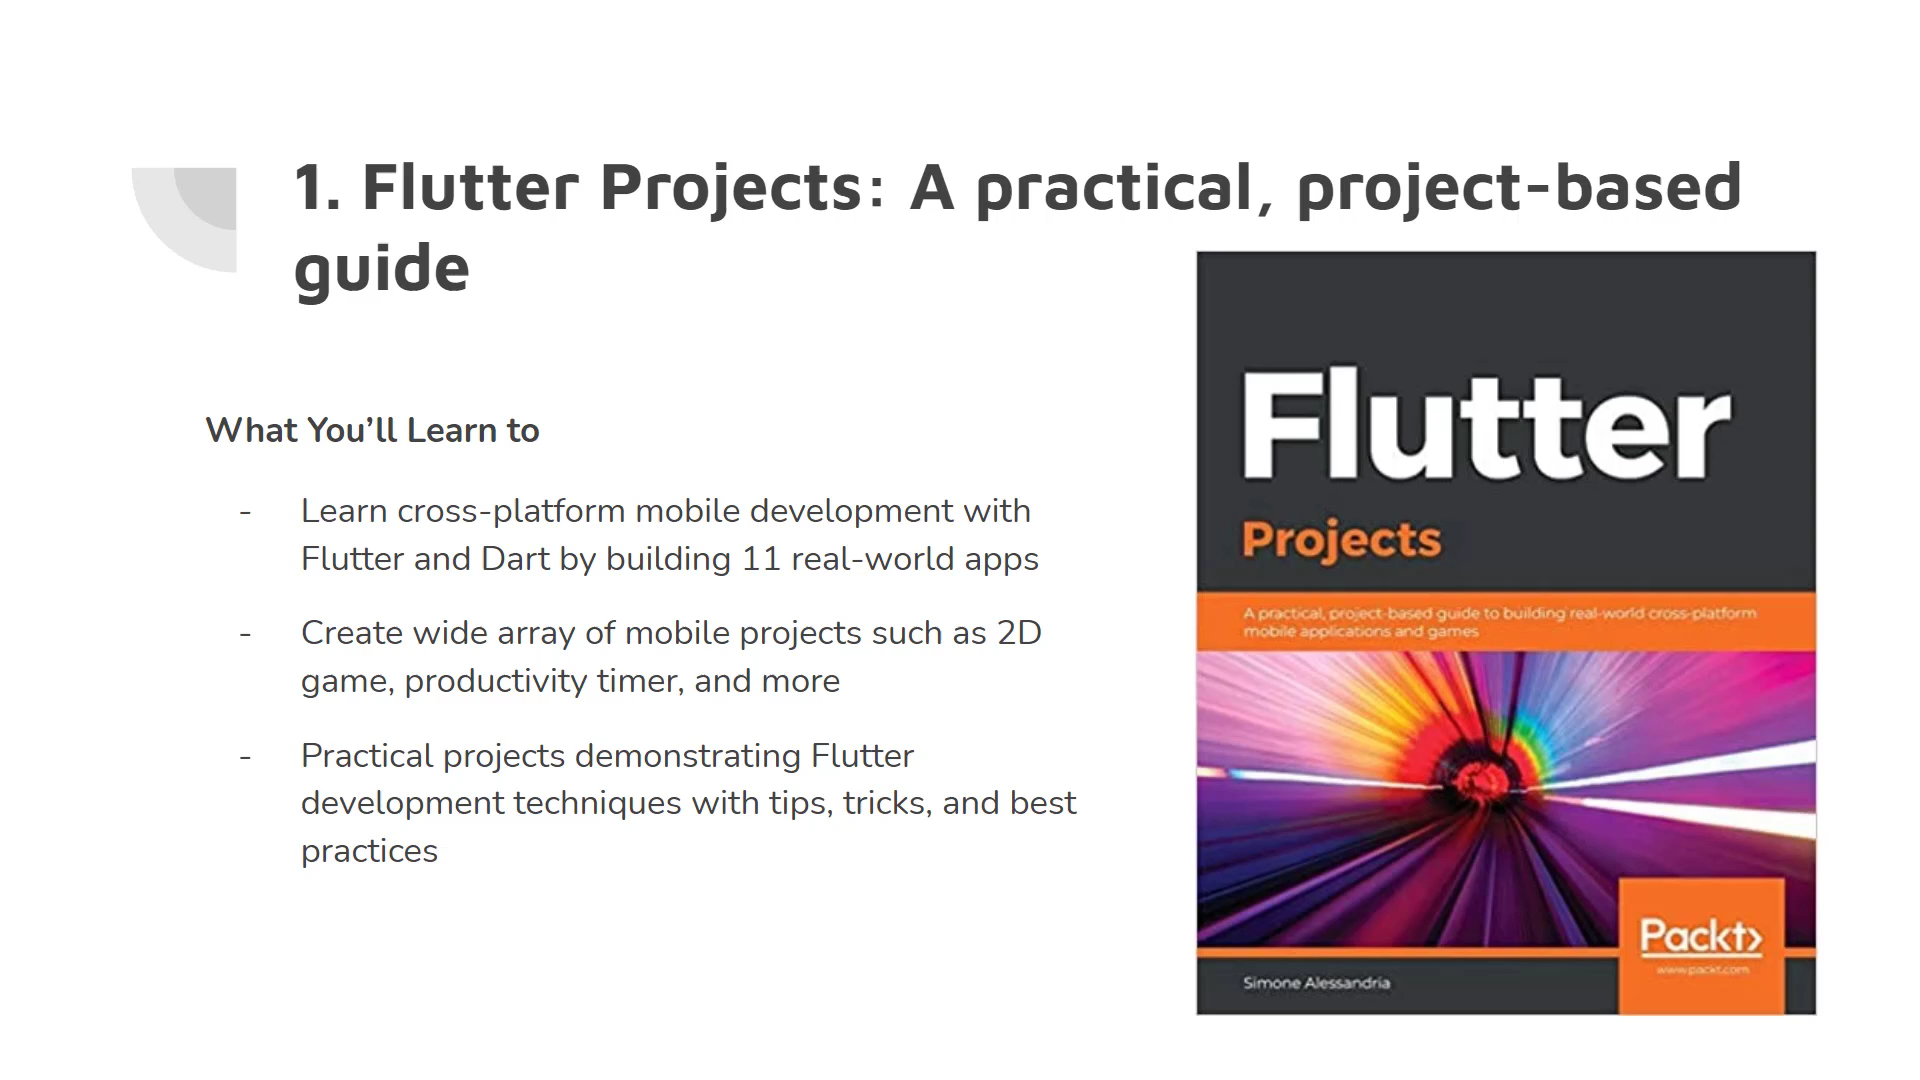 1. Flutter Projects: A practical, project-based
guide
What You’ll Learn to
- Learn cross-platform mobile development with
Flutter and Dart by building 11 real-world apps
- Create wide array of mobile projects such as 2D
game, productivity timer, and more
- Practical projects demonstrating Flutter
development techniques with tips, tricks, and best
practices
Flutter
Projects
A practical, project-based guide to building real-world cross-platform
mobile applications and games
Packt>
www.packt.com
Simone Alessandria